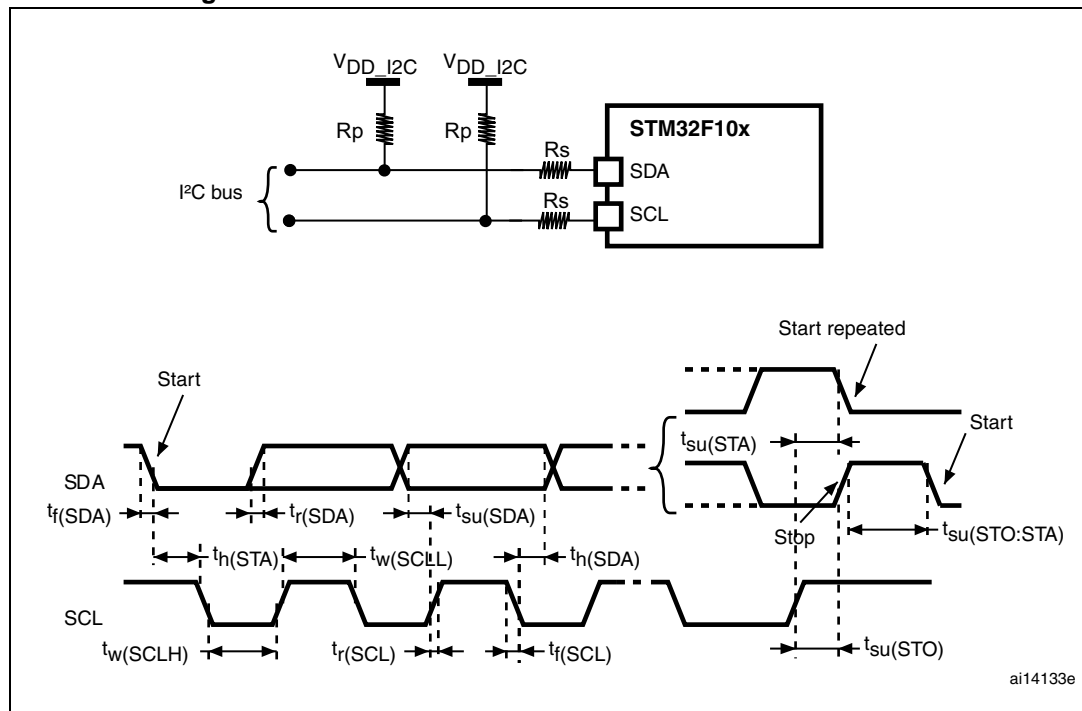 V_DD_I2C V_DD_I2C
Rp Rp
STM32F10x
Rs
SDA
I²C bus
Rs
SCL
Start repeated
Start
Start
t_su(STA)
SDA
t_f(SDA) t_r(SDA) t_su(SDA)
Stop
t_su(STO:STA)
t_h(STA) t_w(SCLL) t_h(SDA)
SCL
t_w(SCLH) t_r(SCL) t_f(SCL) t_su(STO)
ai14133e